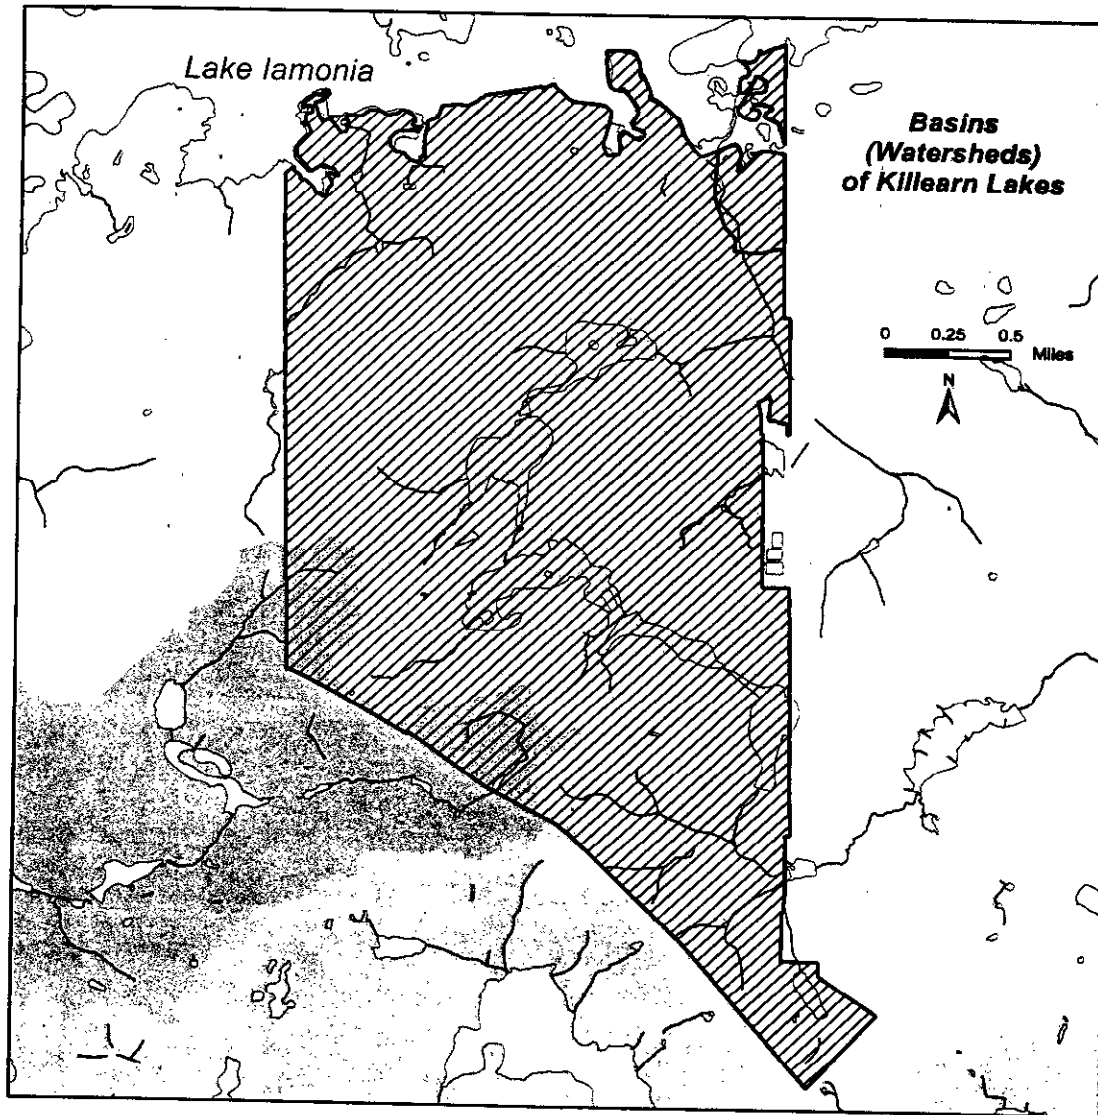 Lake Iamonia
Basins
(Watersheds)
of Killearn Lakes
0 0.25 0.5
Miles
N